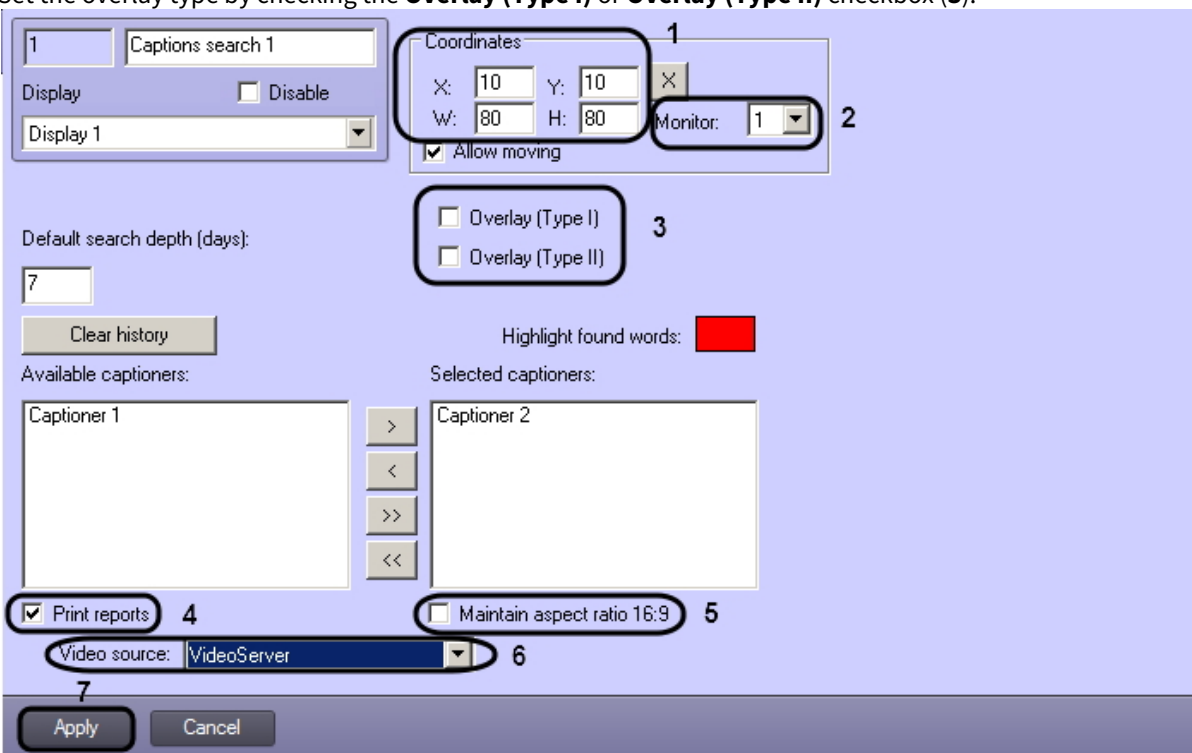 Set the overlay type by checking the Overlay (Type I) or Overlay (Type II) checkbox (3).
1 Captions search 1
Coordinates 1
X: 10 Y: 10 X
Display Disable
W: 80 H: 80 Monitor: 1 2
Display 1
Allow moving
Overlay (Type I)
3
Default search depth (days):
Overlay (Type II)
7
Clear history Highlight found words:
Available captioners: Selected captioners:
Captioner 1 > Captioner 2
<
>>
<<
Print reports 4 Maintain aspect ratio 16:9 5
Video source: VideoServer 6
7
Apply Cancel